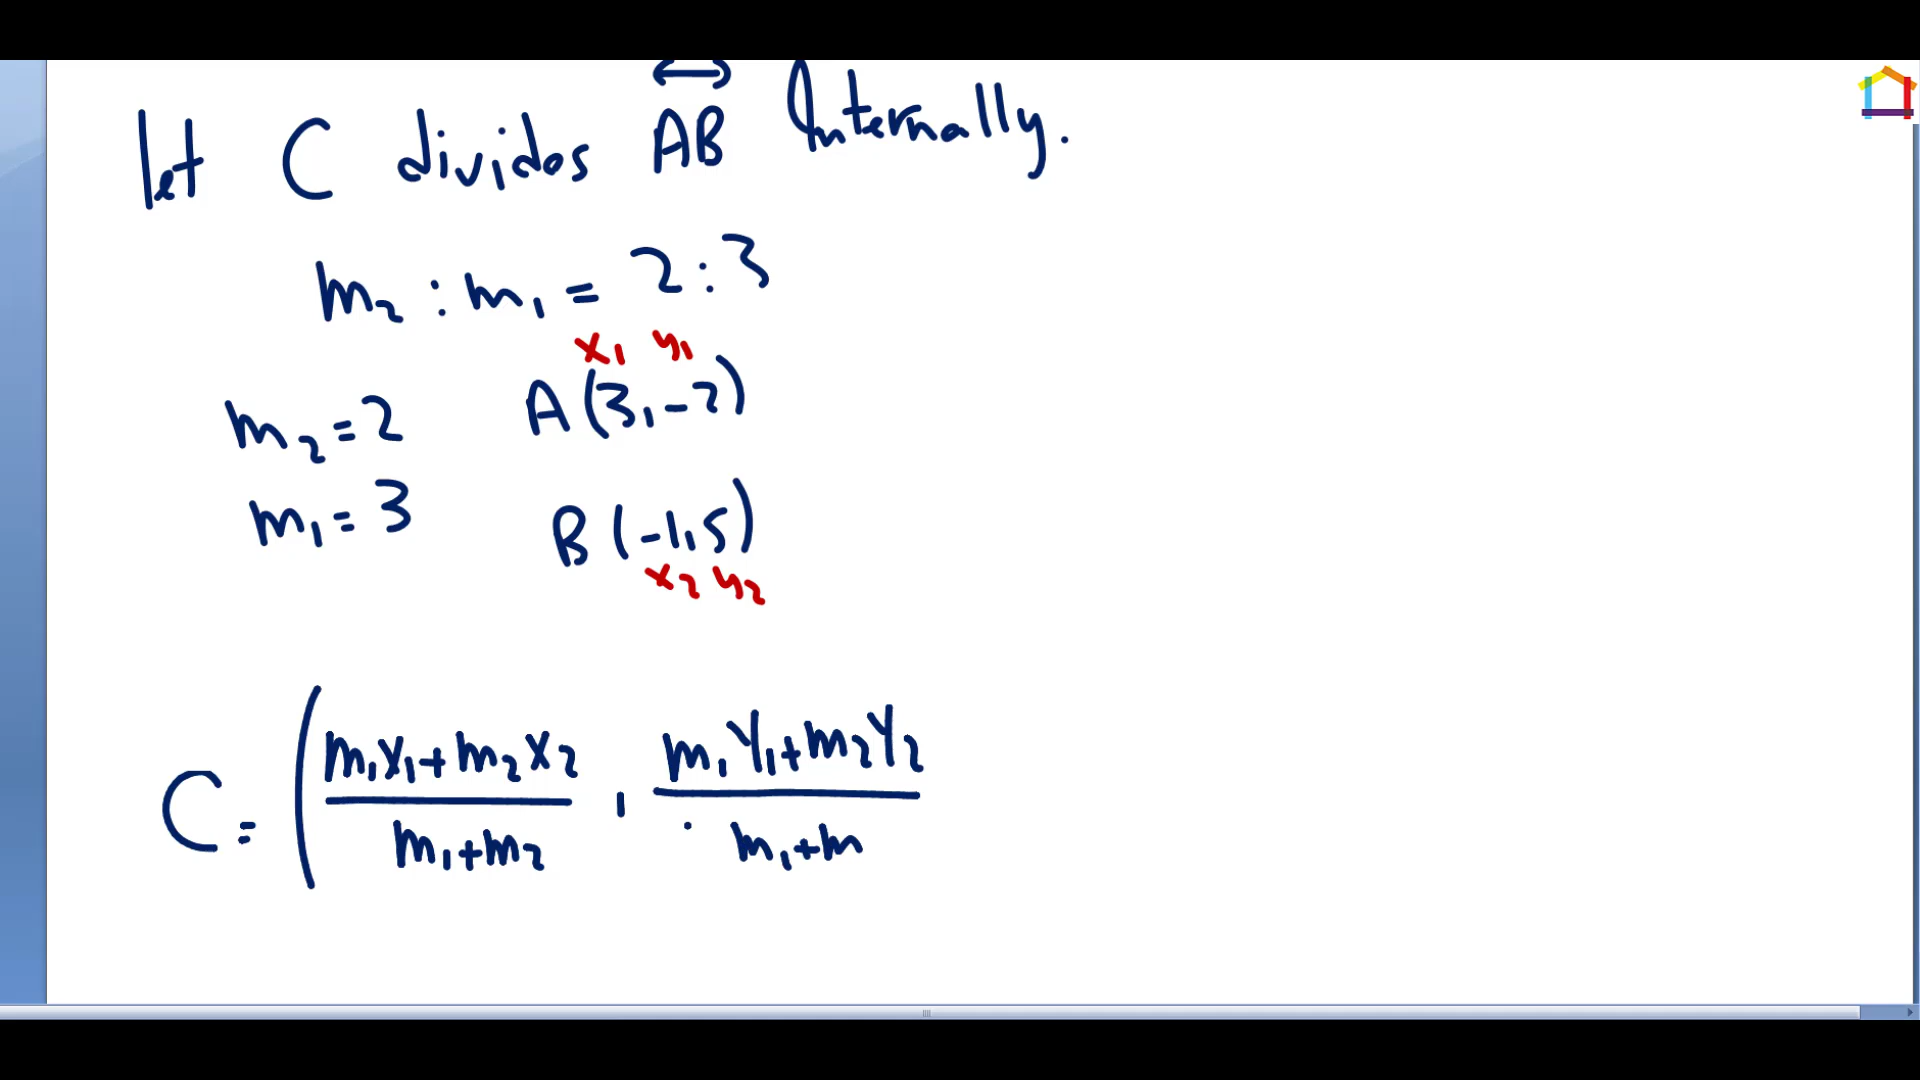 let C divides AB Internally.
m₂ : m₁ = 2 : 3
x₁ y₁
m₂ = 2 A (3, -2)
m₁ = 3 B (-1, 5)
x₂ y₂
C = ( m₁x₁ + m₂x₂ / m₁ + m₂ , m₁y₁ + m₂y₂ / m₁ + m